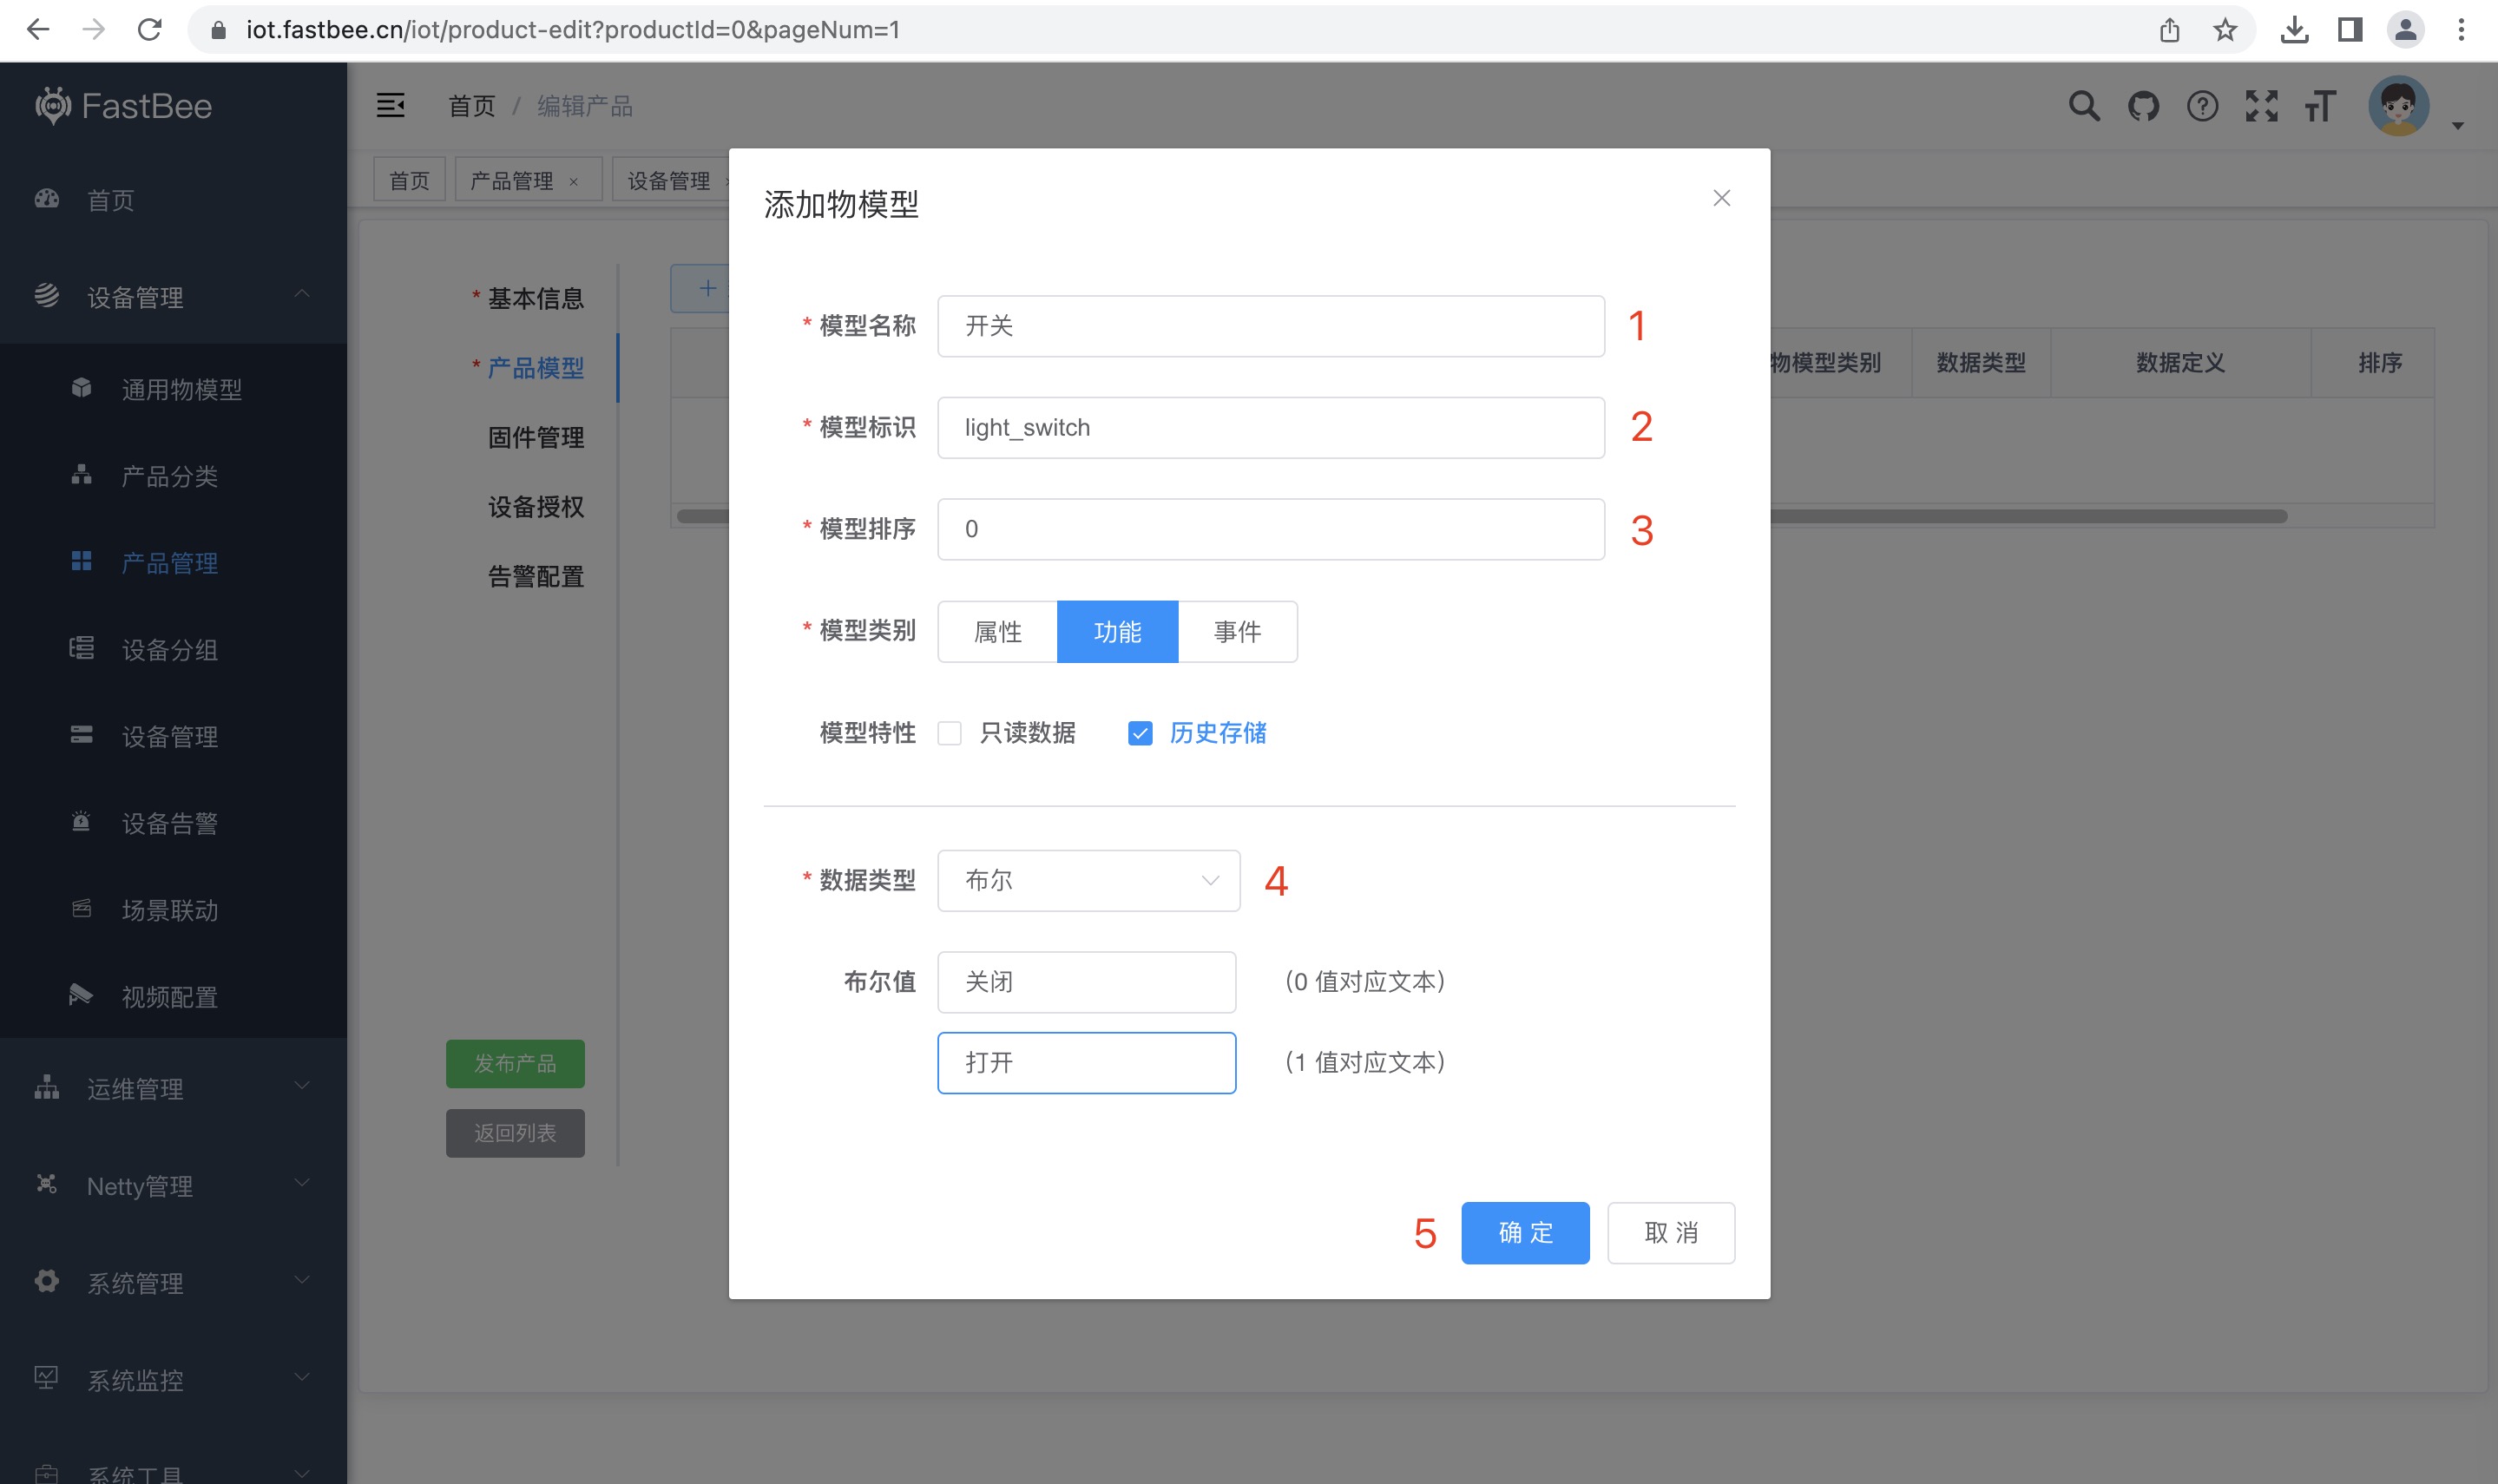 iot.fastbee.cn/iot/product-edit?productId=0&pageNum=1
FastBee
首页 / 编辑产品
首页
产品管理 ×
设备管理 ×
首页
设备管理
通用物模型
产品分类
产品管理
设备分组
设备管理
设备告警
场景联动
视频配置
运维管理
Netty管理
系统管理
系统监控
系统工具
* 基本信息
* 产品模型
固件管理
设备授权
告警配置
发布产品
返回列表
物模型类别 数据类型 数据定义 排序
添加物模型
* 模型名称 开关 1
* 模型标识 light_switch 2
* 模型排序 0 3
* 模型类别 属性 功能 事件
模型特性 只读数据 历史存储
* 数据类型 布尔 4
布尔值 关闭 (0 值对应文本)
打开 (1 值对应文本)
5 确 定 取 消